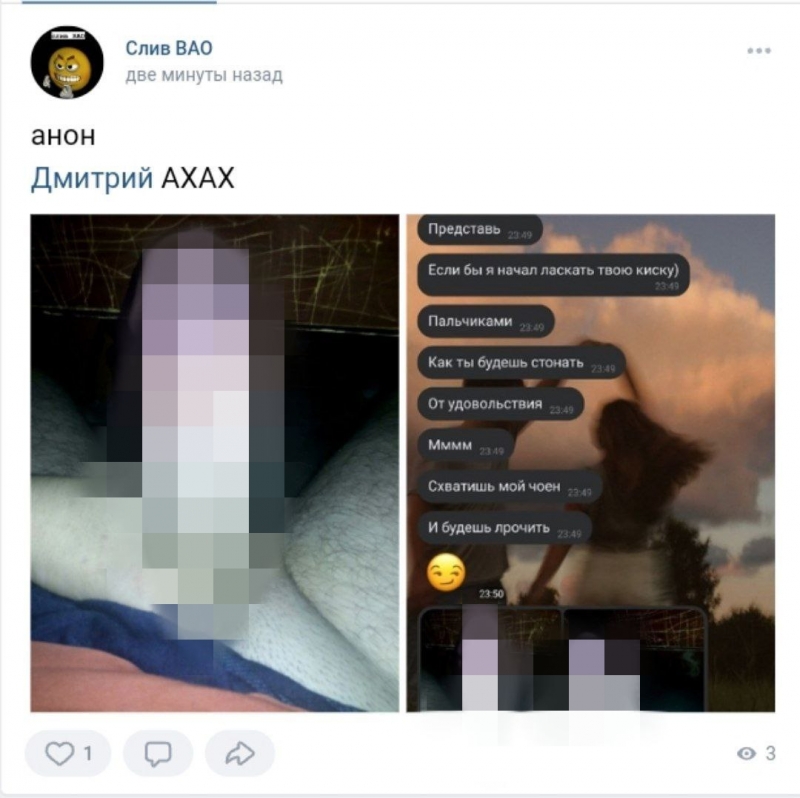 Слив ВАО
две минуты назад
анон
Дмитрий АХАХ
Представь 23:49
Если бы я начал ласкать твою киску)
23:49
Пальчиками 23:49
Как ты будешь стонать 23:49
От удовольствия 23:49
Мммм 23:49
Схватишь мой чоен 23:49
И будешь лрочить 23:49
23:50
1
3